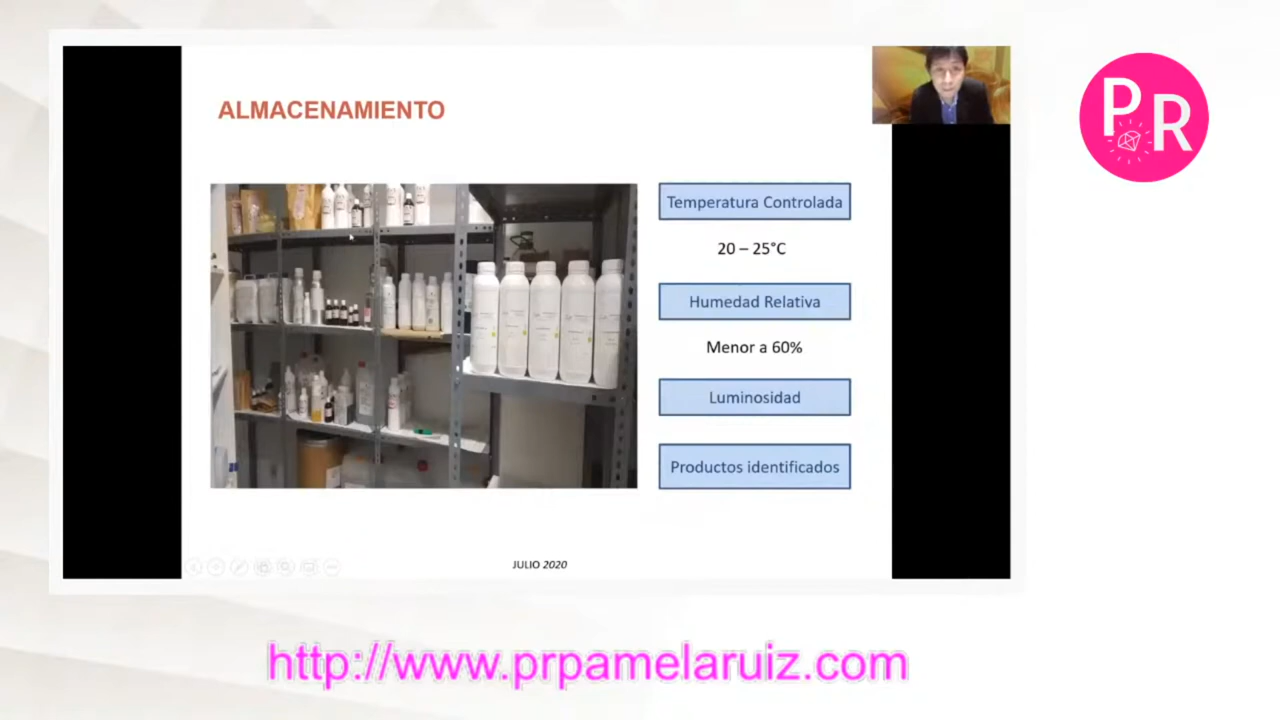 ALMACENAMIENTO
PR
Temperatura Controlada
20 – 25°C
Humedad Relativa
Menor a 60%
Luminosidad
Productos identificados
JULIO 2020
http://www.prpamelaruiz.com